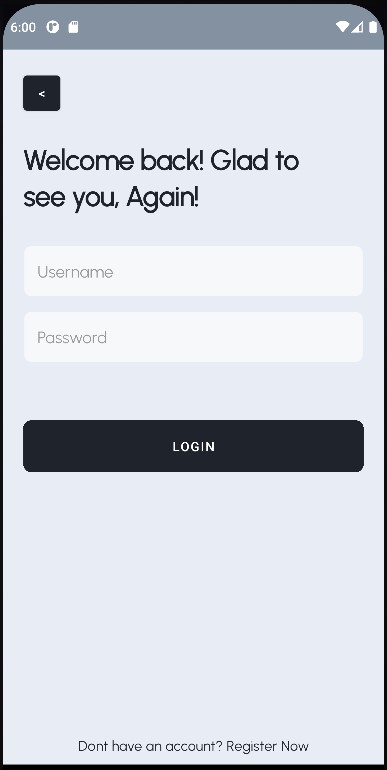 6:00
<
Welcome back! Glad to
see you, Again!
Username
Password
LOGIN
Dont have an account? Register Now